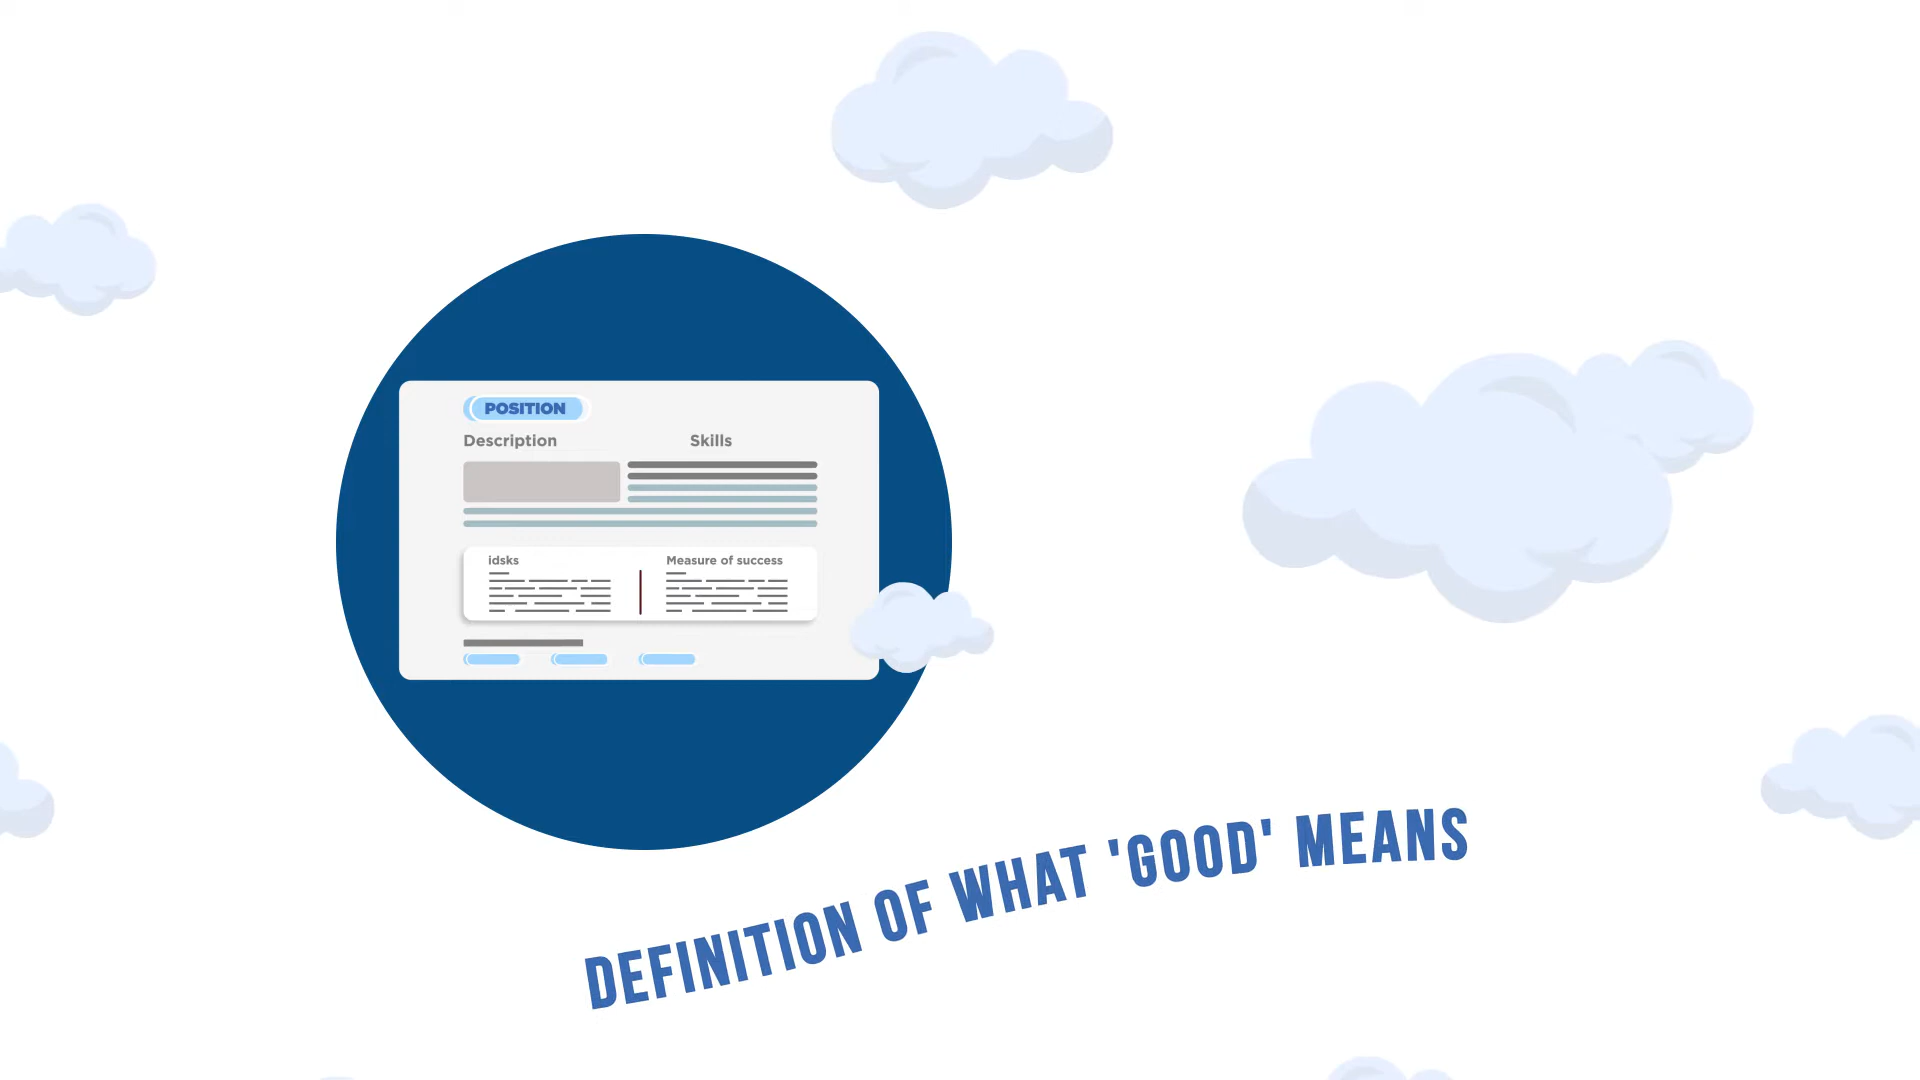 POSITION
Description Skills
idsks Measure of success
DEFINITION OF WHAT 'GOOD' MEANS